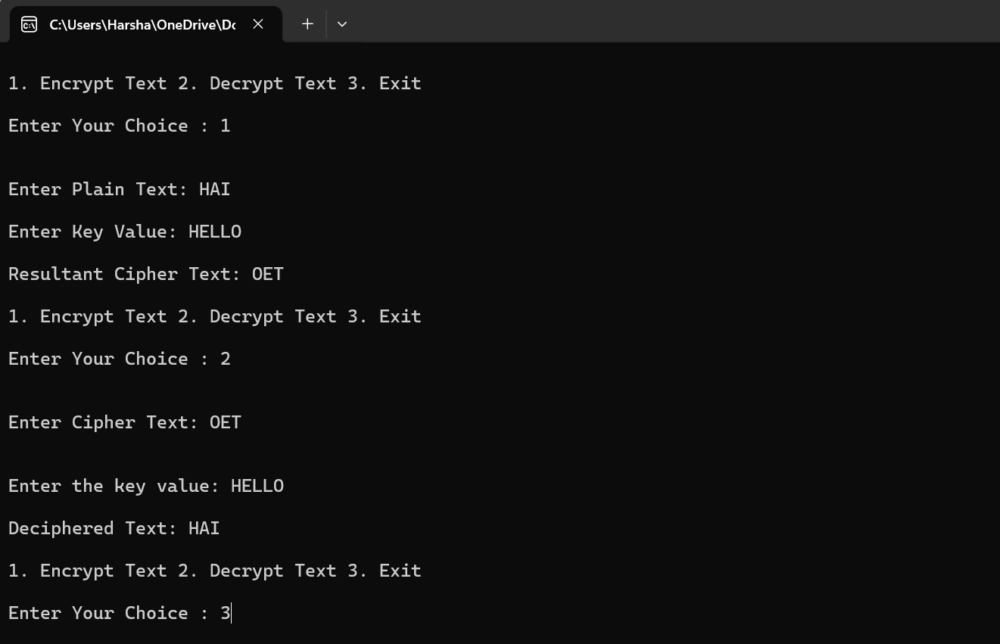 C:\Users\Harsha\OneDrive\Dc
1. Encrypt Text 2. Decrypt Text 3. Exit
Enter Your Choice : 1
Enter Plain Text: HAI
Enter Key Value: HELLO
Resultant Cipher Text: OET
1. Encrypt Text 2. Decrypt Text 3. Exit
Enter Your Choice : 2
Enter Cipher Text: OET
Enter the key value: HELLO
Deciphered Text: HAI
1. Encrypt Text 2. Decrypt Text 3. Exit
Enter Your Choice : 3